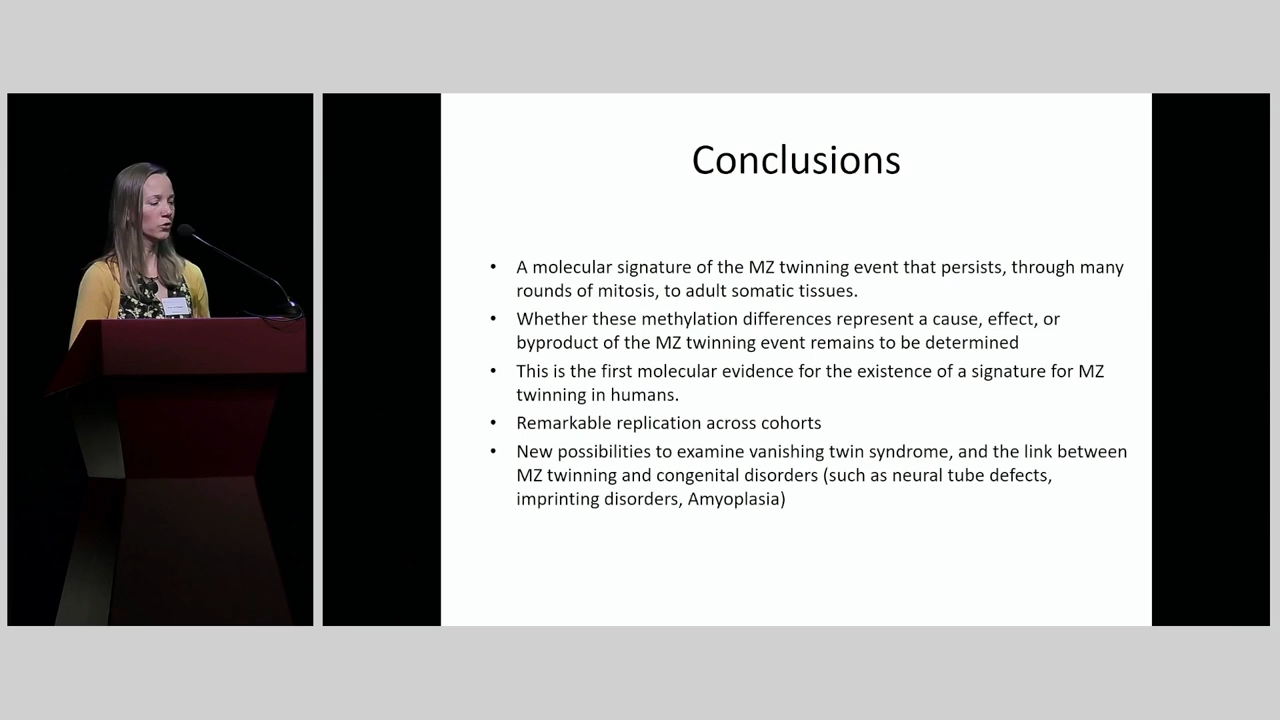 Conclusions
• A molecular signature of the MZ twinning event that persists, through many
rounds of mitosis, to adult somatic tissues.
• Whether these methylation differences represent a cause, effect, or
byproduct of the MZ twinning event remains to be determined
• This is the first molecular evidence for the existence of a signature for MZ
twinning in humans.
• Remarkable replication across cohorts
• New possibilities to examine vanishing twin syndrome, and the link between
MZ twinning and congenital disorders (such as neural tube defects,
imprinting disorders, Amyoplasia)